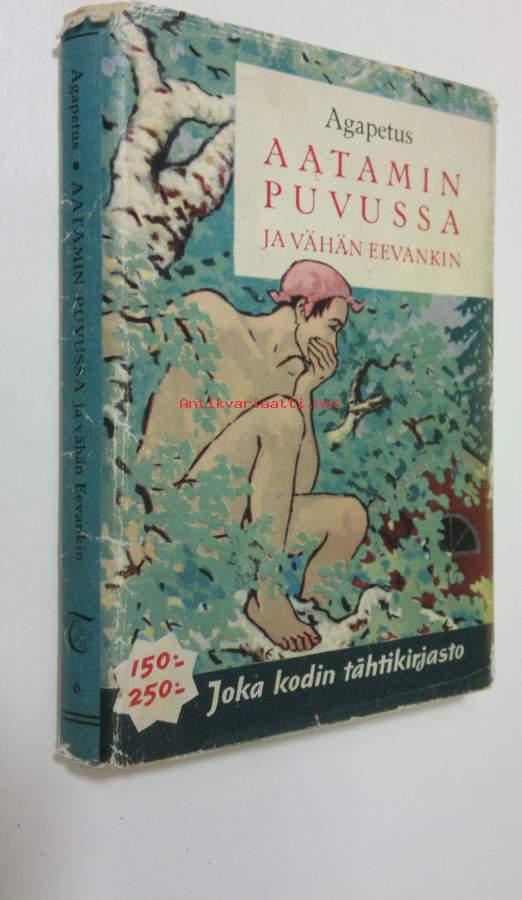 Agapetus
AATAMIN
PUVUSSA
JA VÄHÄN EEVANKIN
Antikvariaatti.net
150:-
250:-
Joka kodin tähtikirjasto
Agapetus • AATAMIN PUVUSSA ja vähän Eevankin
6.